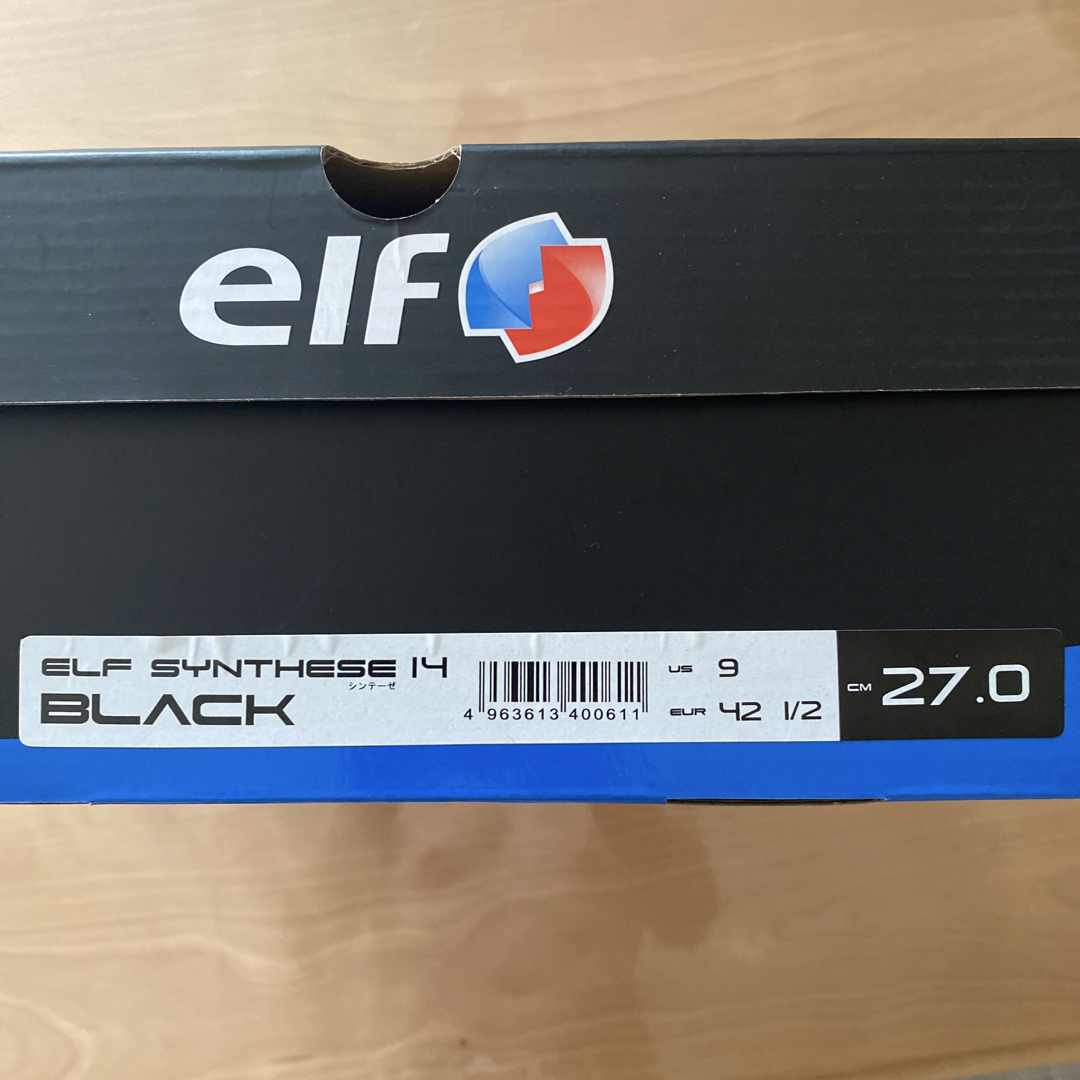 elf
ELF SYNTHESE 14
シンテーゼ
BLACK
4 963613 400611
US 9
EUR 42 1/2
CM 27.0